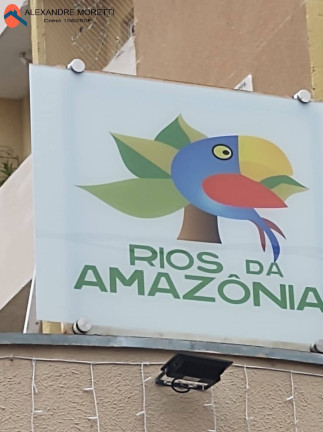 ALEXANDRE MORETTI
RIOS DA
AMAZÔNIA